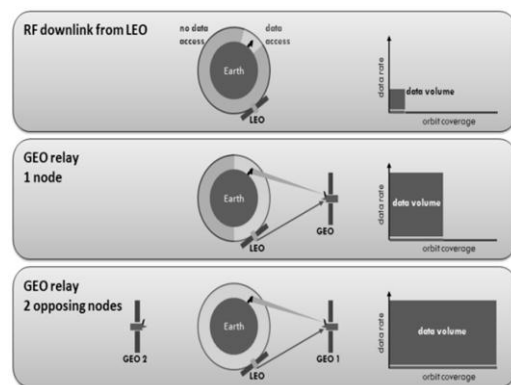 RF downlink from LEO
no data
access
data
access
Earth
LEO
data rate
data volume
orbit coverage
GEO relay
1 node
Earth
LEO
GEO
data rate
data volume
orbit coverage
GEO relay
2 opposing nodes
GEO 2
Earth
LEO
GEO 1
data rate
data volume
orbit coverage